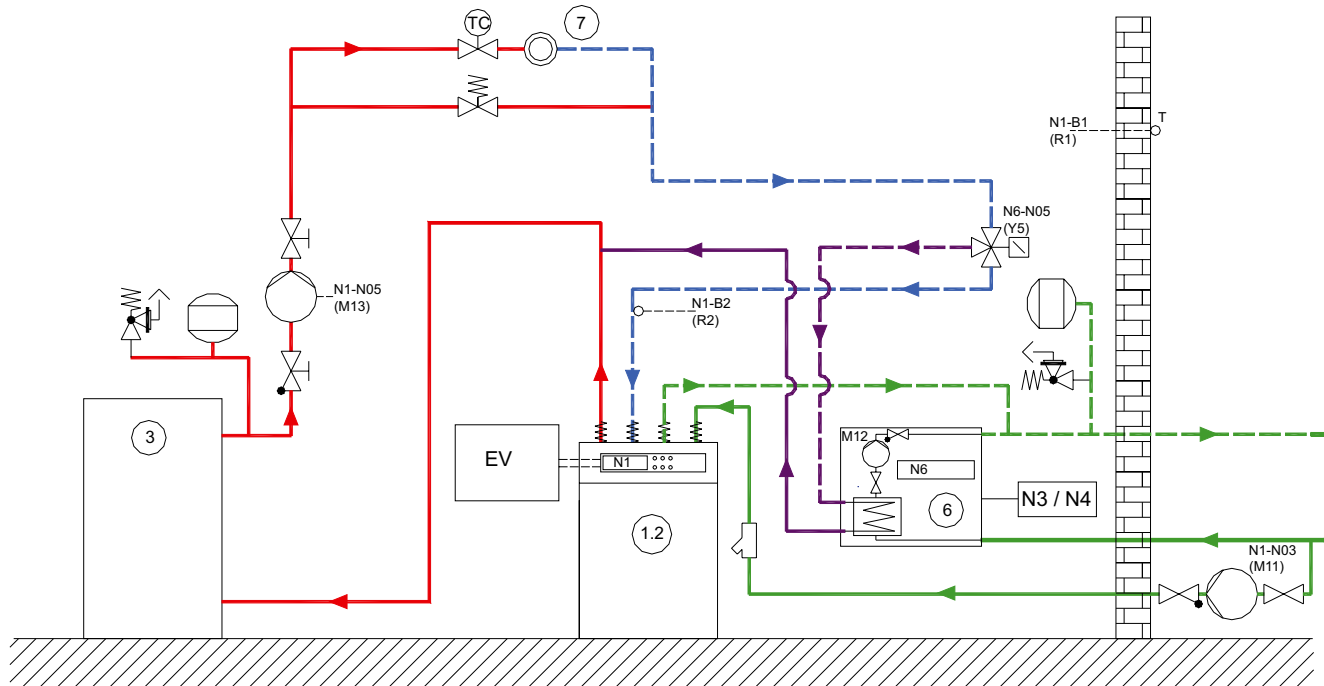 TC
7
N1-B1
(R1)
T
N6-N05
(Y5)
N1-N05
(M13)
N1-B2
(R2)
3
EV
N1
M12
N6
6
N3 / N4
1.2
N1-N03
(M11)